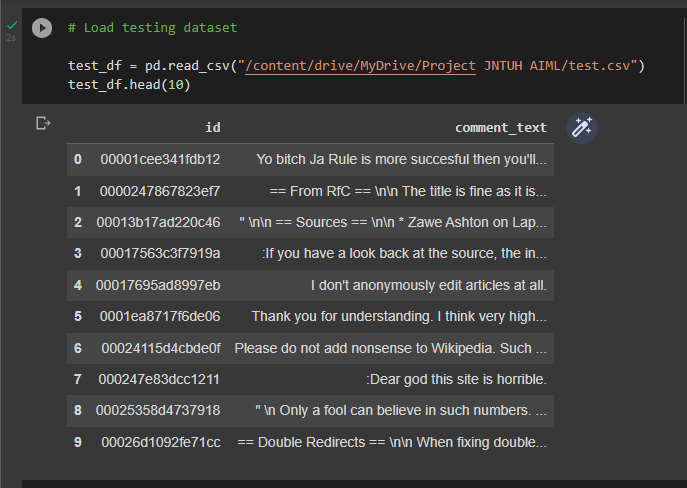 # Load testing dataset
test_df = pd.read_csv("/content/drive/MyDrive/Project JNTUH AIML/test.csv")
test_df.head(10)
2s
id comment_text
0 00001cee341fdb12 Yo bitch Ja Rule is more succesful then you'll...
1 0000247867823ef7 == From RfC == \n\n The title is fine as it is...
2 00013b17ad220c46 " \n\n == Sources == \n\n * Zawe Ashton on Lap...
3 00017563c3f7919a :If you have a look back at the source, the in...
4 00017695ad8997eb I don't anonymously edit articles at all.
5 0001ea8717f6de06 Thank you for understanding. I think very high...
6 00024115d4cbde0f Please do not add nonsense to Wikipedia. Such ...
7 000247e83dcc1211 :Dear god this site is horrible.
8 00025358d4737918 " \n Only a fool can believe in such numbers. ...
9 00026d1092fe71cc == Double Redirects == \n\n When fixing double...